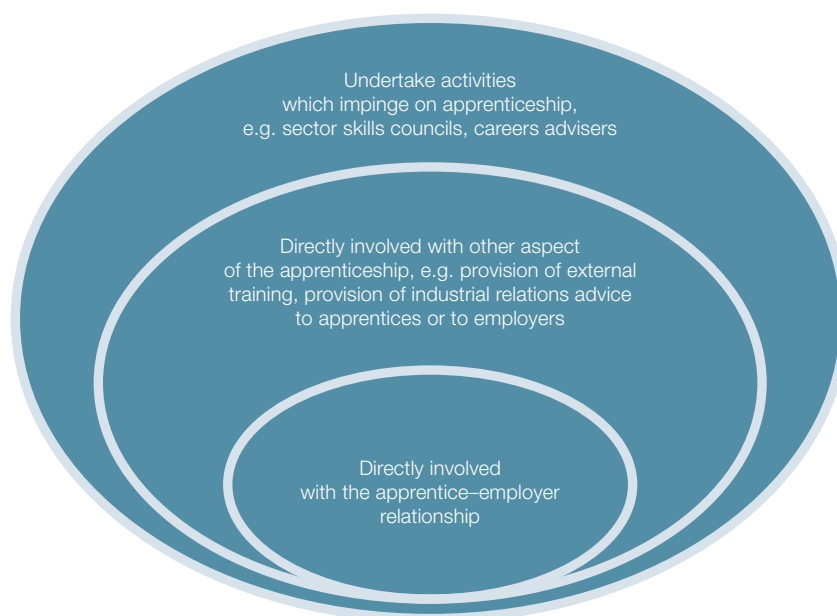 Undertake activities
which impinge on apprenticeship,
e.g. sector skills councils, careers advisers
Directly involved with other aspect
of the apprenticeship, e.g. provision of external
training, provision of industrial relations advice
to apprentices or to employers
Directly involved
with the apprentice–employer
relationship